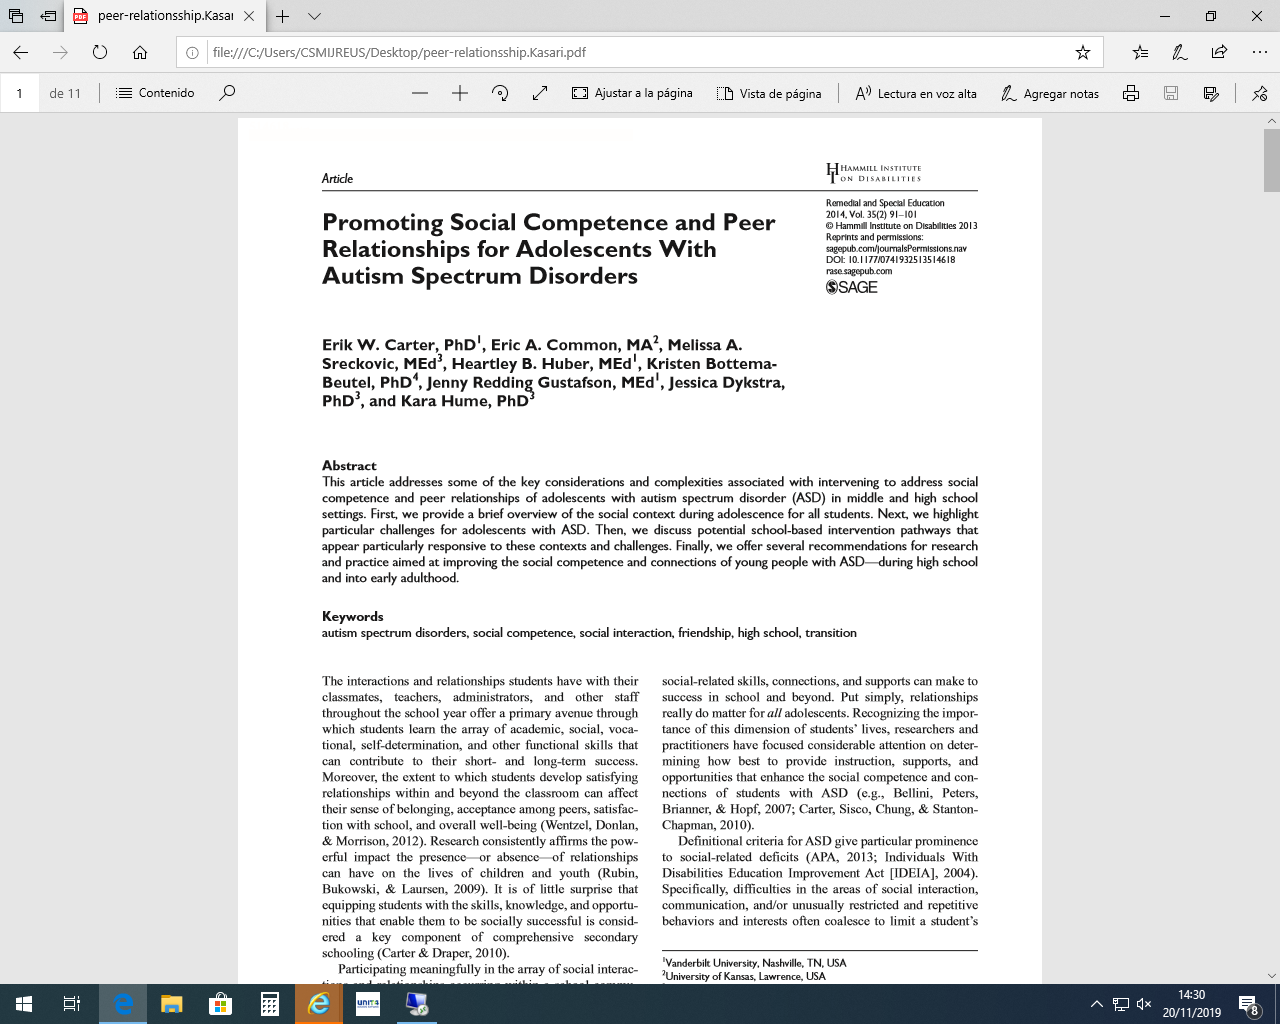 peer-relationsship.Kasar
file:///C:/Users/CSMIJREUS/Desktop/peer-relationsship.Kasari.pdf
1 de 11 Contenido Ajustar a la página Vista de página Lectura en voz alta Agregar notas
Article
HAMMILL INSTITUTE
ON DISABILITIES
Promoting Social Competence and Peer
Relationships for Adolescents With
Autism Spectrum Disorders
Remedial and Special Education
2014, Vol. 35(2) 91–101
© Hammill Institute on Disabilities 2013
Reprints and permissions:
sagepub.com/journalsPermissions.nav
DOI: 10.1177/0741932513514618
rase.sagepub.com
SAGE
Erik W. Carter, PhD1, Eric A. Common, MA2, Melissa A.
Sreckovic, MEd3, Heartley B. Huber, MEd1, Kristen Bottema-
Beutel, PhD4, Jenny Redding Gustafson, MEd1, Jessica Dykstra,
PhD3, and Kara Hume, PhD3
Abstract
This article addresses some of the key considerations and complexities associated with intervening to address social
competence and peer relationships of adolescents with autism spectrum disorder (ASD) in middle and high school
settings. First, we provide a brief overview of the social context during adolescence for all students. Next, we highlight
particular challenges for adolescents with ASD. Then, we discuss potential school-based intervention pathways that
appear particularly responsive to these contexts and challenges. Finally, we offer several recommendations for research
and practice aimed at improving the social competence and connections of young people with ASD—during high school
and into early adulthood.
Keywords
autism spectrum disorders, social competence, social interaction, friendship, high school, transition
The interactions and relationships students have with their
classmates, teachers, administrators, and other staff
throughout the school year offer a primary avenue through
which students learn the array of academic, social, voca-
tional, self-determination, and other functional skills that
can contribute to their short- and long-term success.
Moreover, the extent to which students develop satisfying
relationships within and beyond the classroom can affect
their sense of belonging, acceptance among peers, satisfac-
tion with school, and overall well-being (Wentzel, Donlan,
& Morrison, 2012). Research consistently affirms the pow-
erful impact the presence—or absence—of relationships
can have on the lives of children and youth (Rubin,
Bukowski, & Laursen, 2009). It is of little surprise that
equipping students with the skills, knowledge, and opportu-
nities that enable them to be socially successful is consid-
ered a key component of comprehensive secondary
schooling (Carter & Draper, 2010).
Participating meaningfully in the array of social interac-
tions and relationships occurring within a school commu-
social-related skills, connections, and supports can make to
success in school and beyond. Put simply, relationships
really do matter for all adolescents. Recognizing the impor-
tance of this dimension of students’ lives, researchers and
practitioners have focused considerable attention on deter-
mining how best to provide instruction, supports, and
opportunities that enhance the social competence and con-
nections of students with ASD (e.g., Bellini, Peters,
Brianner, & Hopf, 2007; Carter, Sisco, Chung, & Stanton-
Chapman, 2010).
Definitional criteria for ASD give particular prominence
to social-related deficits (APA, 2013; Individuals With
Disabilities Education Improvement Act [IDEIA], 2004).
Specifically, difficulties in the areas of social interaction,
communication, and/or unusually restricted and repetitive
behaviors and interests often coalesce to limit a student’s
1Vanderbilt University, Nashville, TN, USA
2University of Kansas, Lawrence, USA
14:30
20/11/2019
8